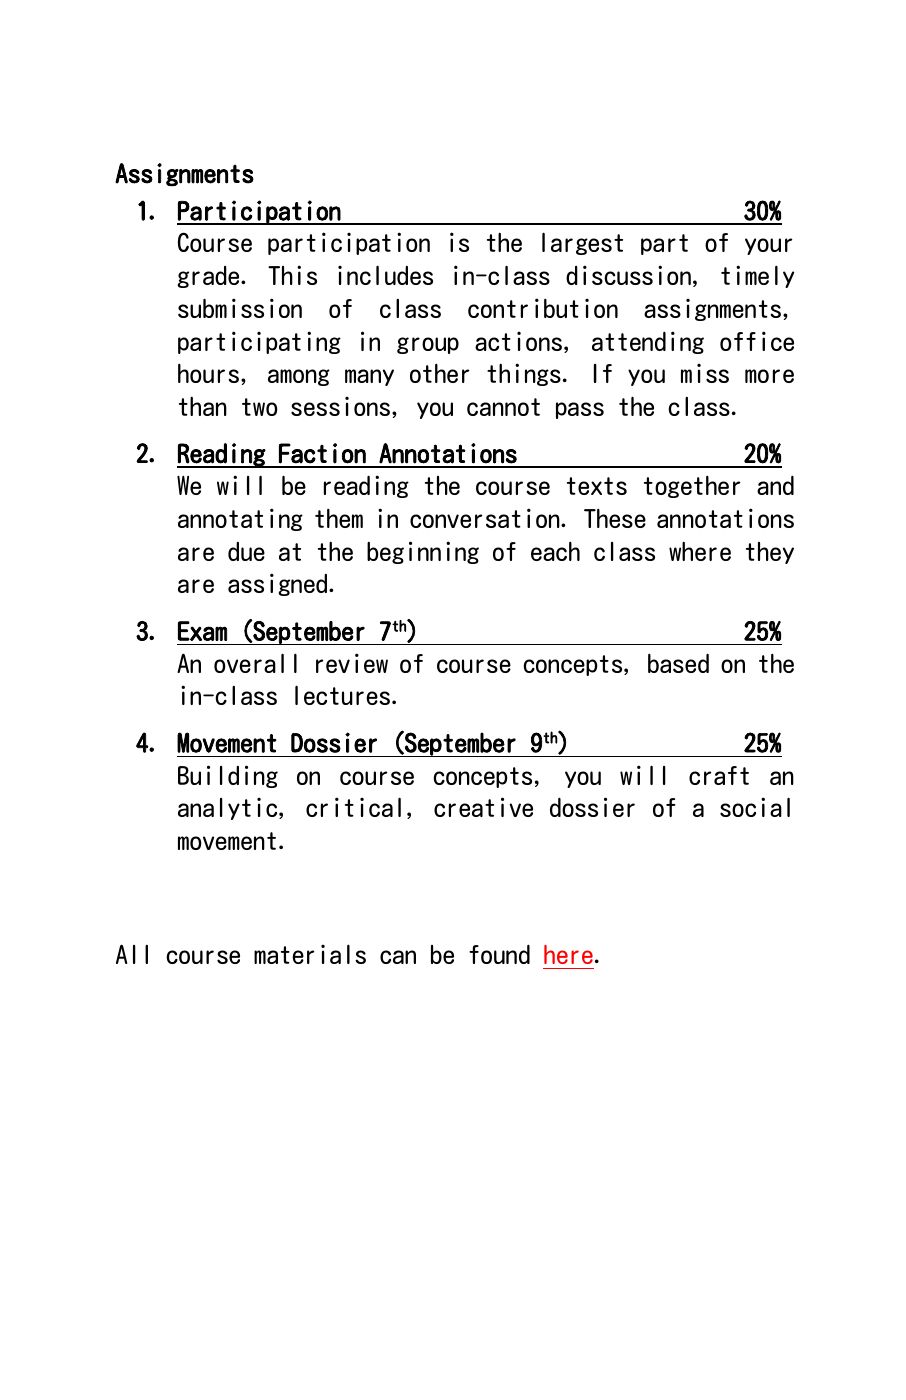 Assignments
1. Participation 30%
Course participation is the largest part of your
grade. This includes in-class discussion, timely
submission of class contribution assignments,
participating in group actions, attending office
hours, among many other things. If you miss more
than two sessions, you cannot pass the class.
2. Reading Faction Annotations 20%
We will be reading the course texts together and
annotating them in conversation. These annotations
are due at the beginning of each class where they
are assigned.
3. Exam (September 7th) 25%
An overall review of course concepts, based on the
in-class lectures.
4. Movement Dossier (September 9th) 25%
Building on course concepts, you will craft an
analytic, critical, creative dossier of a social
movement.
All course materials can be found here.